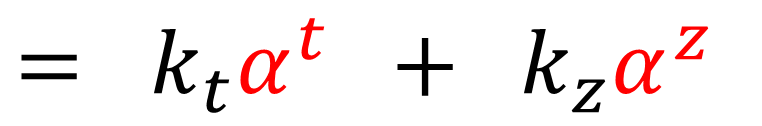 = k_t α^t + k_z α^z